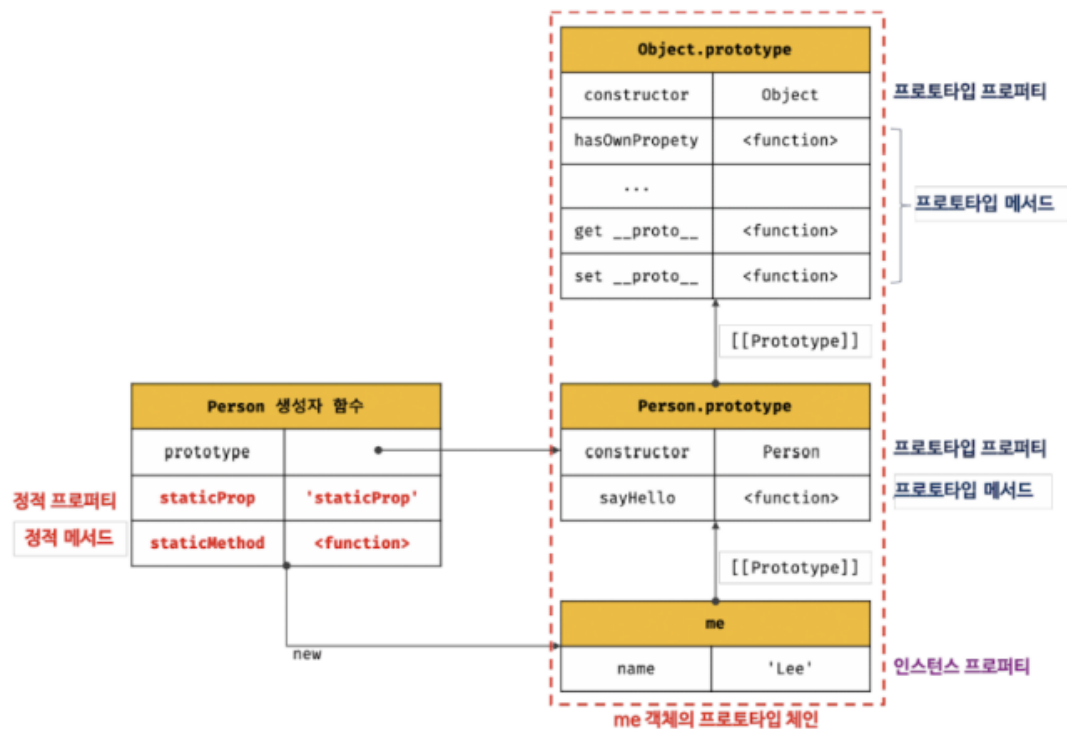 Object.prototype
constructor Object 프로토타입 프로퍼티
hasOwnPropety <function>
...
프로토타입 메서드
get __proto__ <function>
set __proto__ <function>
[[Prototype]]
Person 생성자 함수
Person.prototype
prototype
constructor Person 프로토타입 프로퍼티
정적 프로퍼티 staticProp 'staticProp'
sayHello <function> 프로토타입 메서드
정적 메서드 staticMethod <function>
[[Prototype]]
me
new
name 'Lee' 인스턴스 프로퍼티
me 객체의 프로토타입 체인